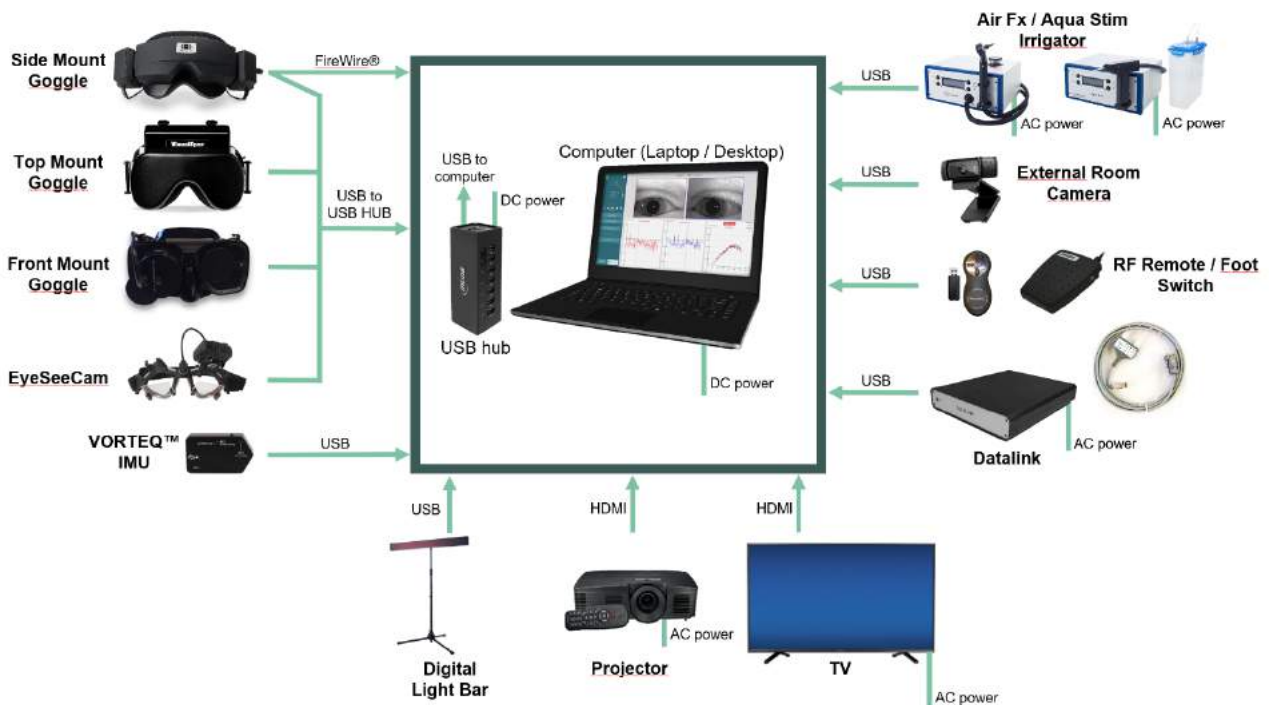 Side Mount
Goggle
FireWire®
Top Mount
Goggle
USB to
USB HUB
Front Mount
Goggle
EyeSeeCam
VORTEQ™
IMU
USB
USB to
computer
DC power
USB hub
Computer (Laptop / Desktop)
DC power
Air Fx / Aqua Stim
Irrigator
USB
AC power
AC power
USB
External Room
Camera
USB
RF Remote / Foot
Switch
USB
AC power
Datalink
USB
Digital
Light Bar
HDMI
AC power
Projector
HDMI
TV
AC power